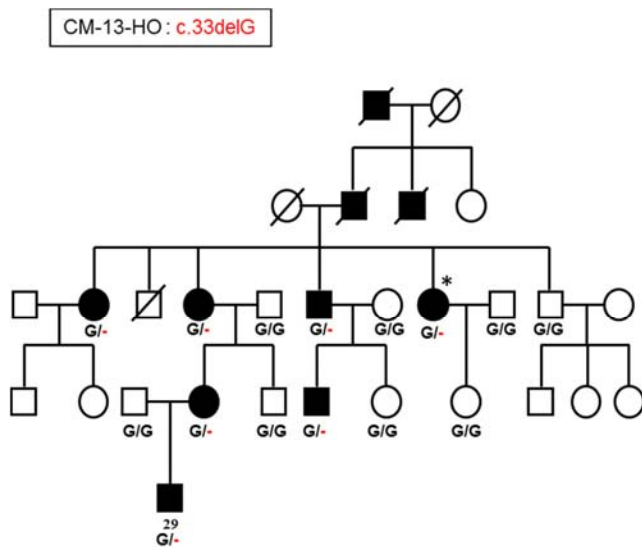 CM-13-HO : c.33delG
*
G/- G/- G/G G/- G/G G/- G/G G/G
G/G G/- G/G G/- G/G G/G
29
G/-